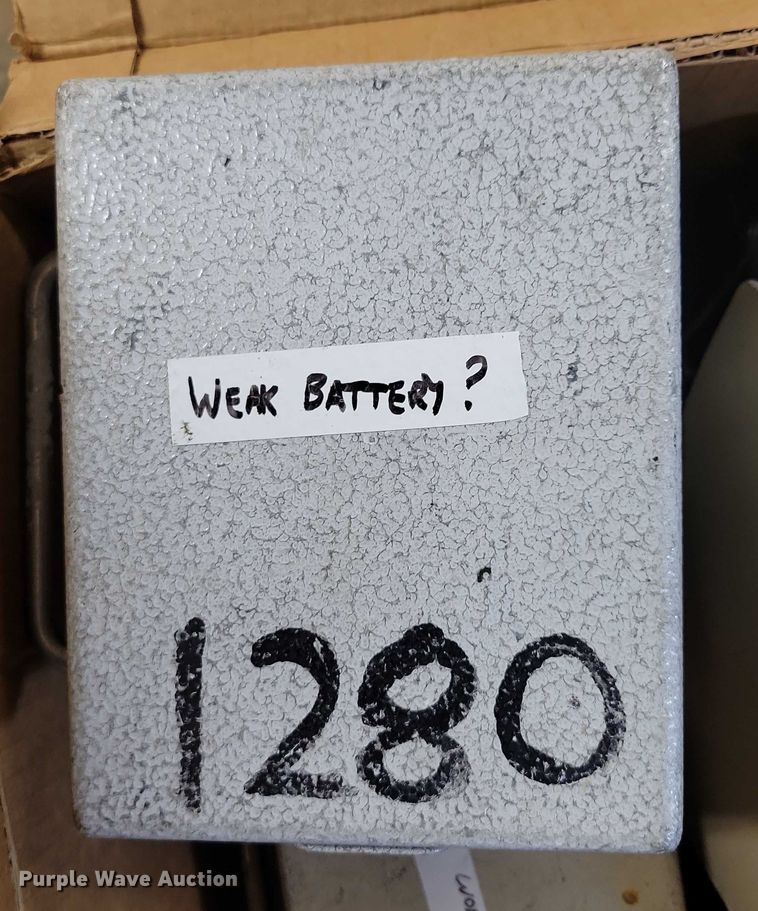 WEAK BATTERY?
1280
Purple Wave Auction